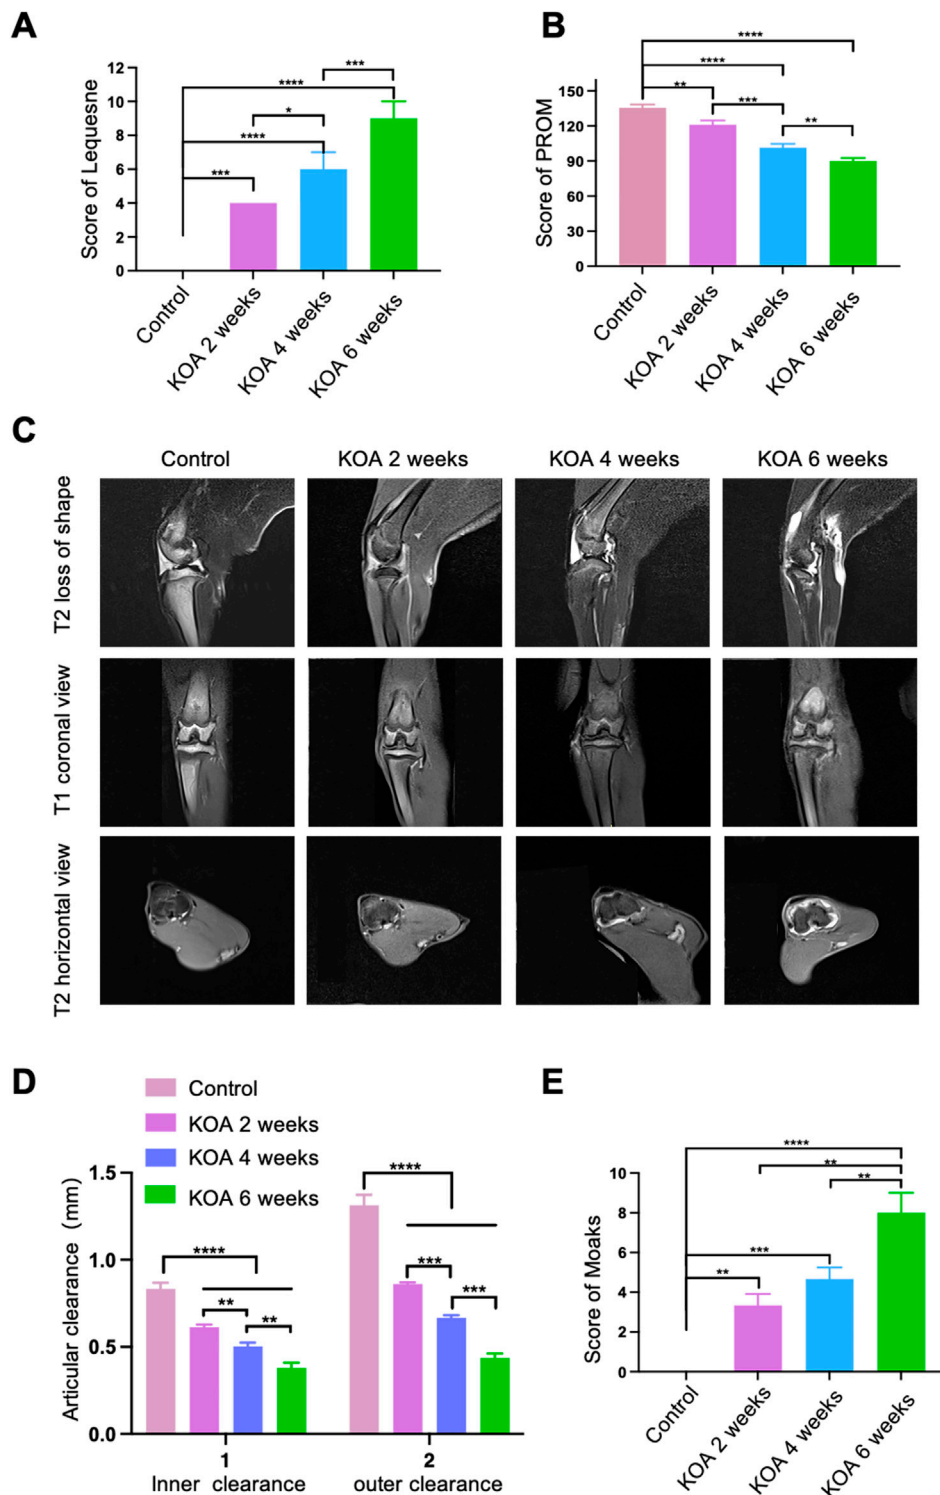 A
B
Score of Lequesne
12
10
8
6
4
2
0
***
****
*
****
***
Control
KOA 2 weeks
KOA 4 weeks
KOA 6 weeks
Score of PROM
150
120
90
60
30
0
****
****
**
***
**
Control
KOA 2 weeks
KOA 4 weeks
KOA 6 weeks
C
Control
KOA 2 weeks
KOA 4 weeks
KOA 6 weeks
T2 loss of shape
T1 coronal view
T2 horizontal view
D
Control
KOA 2 weeks
KOA 4 weeks
KOA 6 weeks
Articular clearance (mm)
1.5
1.0
0.5
0.0
****
**
**
****
***
***
1
2
Inner clearance
outer clearance
E
Score of Moaks
10
8
6
4
2
0
****
**
**
***
**
Control
KOA 2 weeks
KOA 4 weeks
KOA 6 weeks